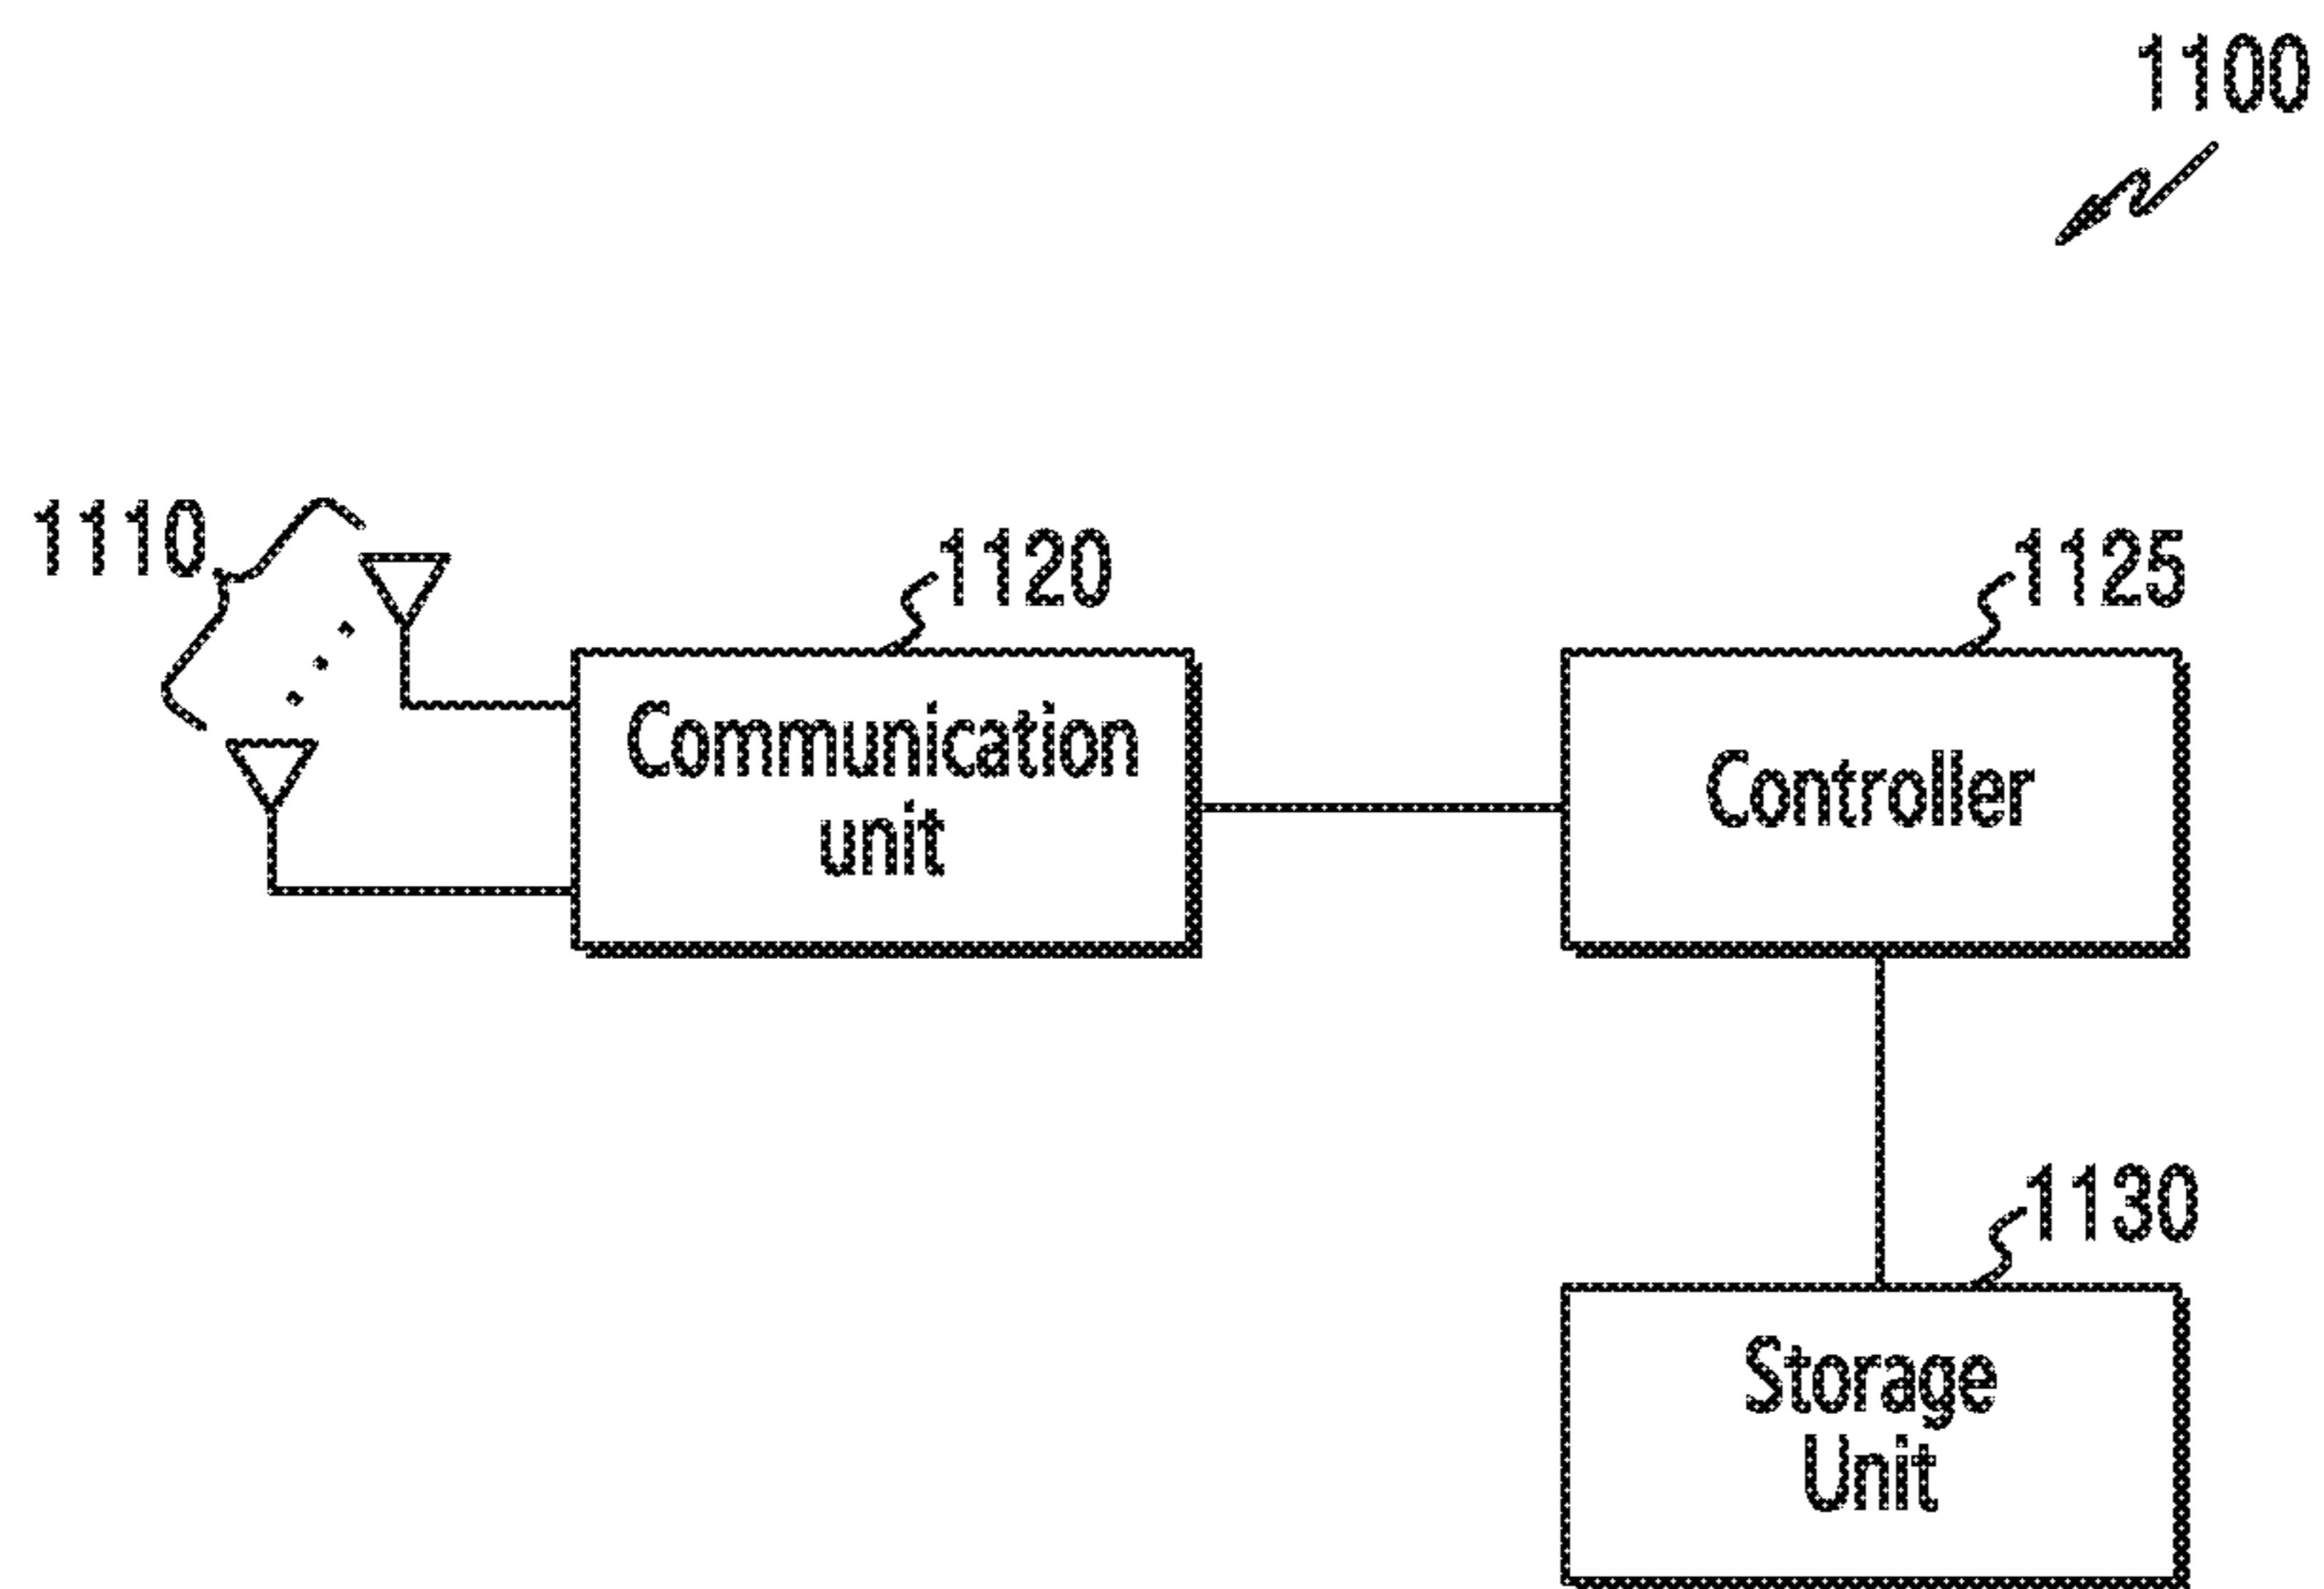 1100
1110
1120
1125
Communication
unit
Controller
1130
Storage
Unit